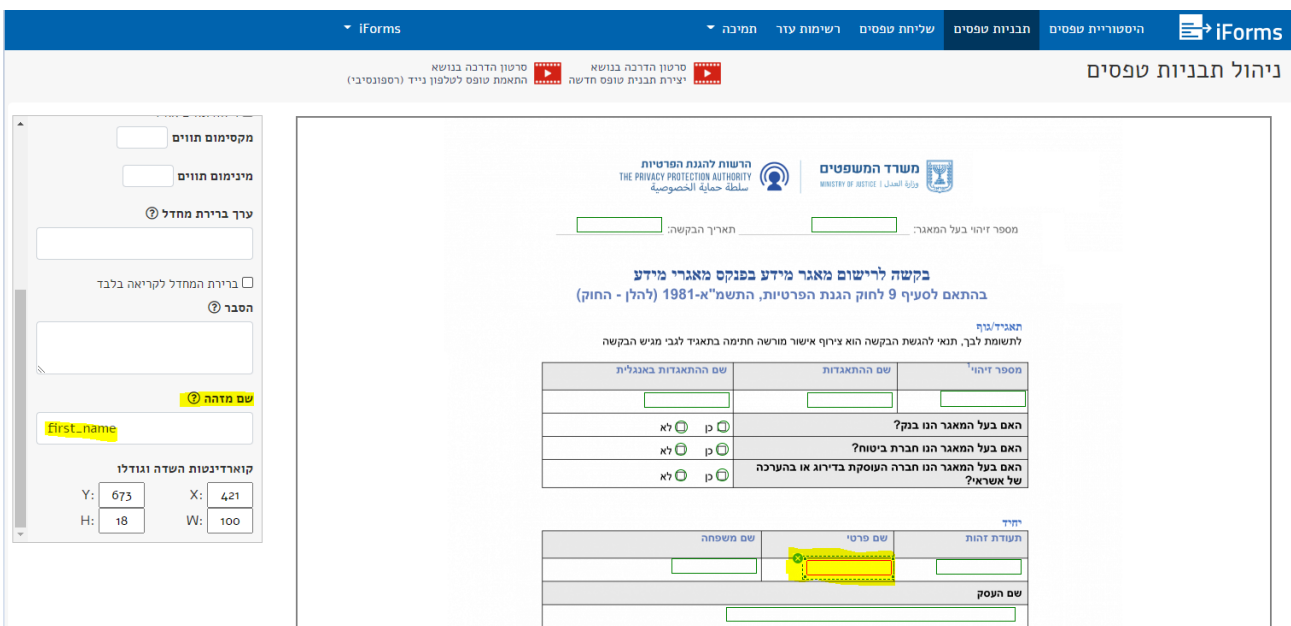 iForms
היסטוריית טפסים
תבניות טפסים
שליחת טפסים
רשימות עזר
תמיכה
iForms
ניהול תבניות טפסים
סרטון הדרכה בנושא
יצירת תבנית טופס חדשה
סרטון הדרכה בנושא
התאמת טופס לטלפון נייד (רספונסיבי)
מקסימום תווים
מינימום תווים
ערך ברירת מחדל
ברירת המחדל לקריאה בלבד
הסבר
שם מזהה
first_name
קוארדינטות השדה וגודלו
X: 421 Y: 673
W: 100 H: 18
משרד המשפטים
MINISTRY OF JUSTICE | وزارة العدل
הרשות להגנת הפרטיות
THE PRIVACY PROTECTION AUTHORITY
سلطة حماية الخصوصية
מספר זיהוי בעל המאגר: תאריך הבקשה:
בקשה לרישום מאגר מידע בפנקס מאגרי מידע
בהתאם לסעיף 9 לחוק הגנת הפרטיות, התשמ"א-1981 (להלן - החוק)
תאגיד/גוף
לתשומת לבך, תנאי להגשת הבקשה הוא צירוף אישור מורשה חתימה בתאגיד לגבי מגיש הבקשה
מספר זיהוי1 שם ההתאגדות שם ההתאגדות באנגלית
האם בעל המאגר הנו בנק? כן לא
האם בעל המאגר הנו חברת ביטוח? כן לא
האם בעל המאגר הנו חברה העוסקת בדירוג או בהערכה
של אשראי? כן לא
יחיד
תעודת זהות שם פרטי שם משפחה
שם העסק